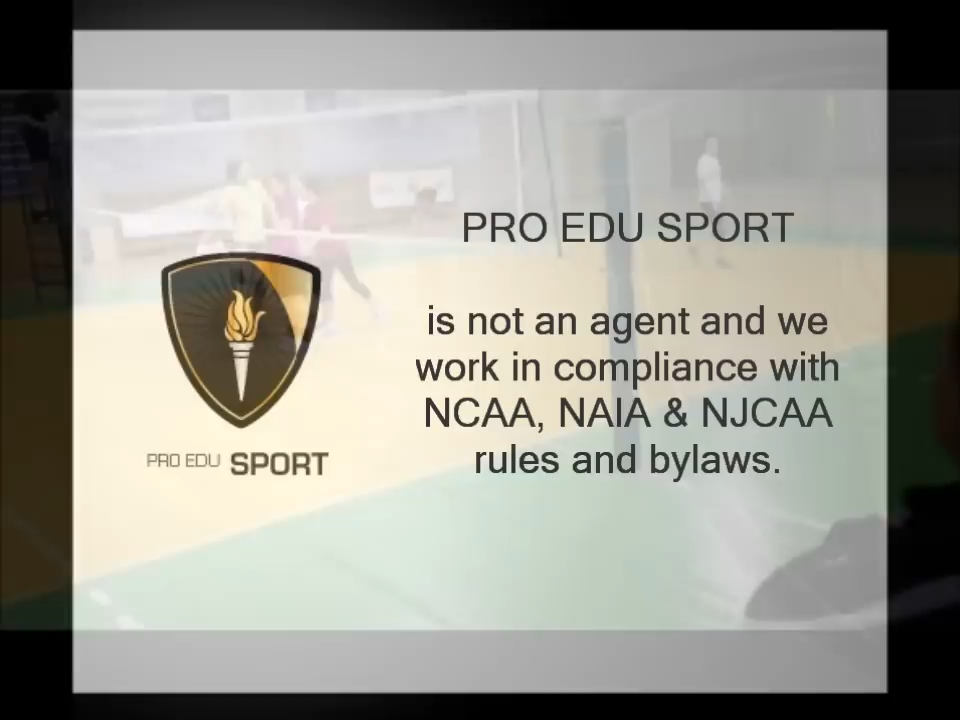 PRO EDU SPORT
is not an agent and we
work in compliance with
NCAA, NAIA & NJCAA
rules and bylaws.
PRO EDU SPORT